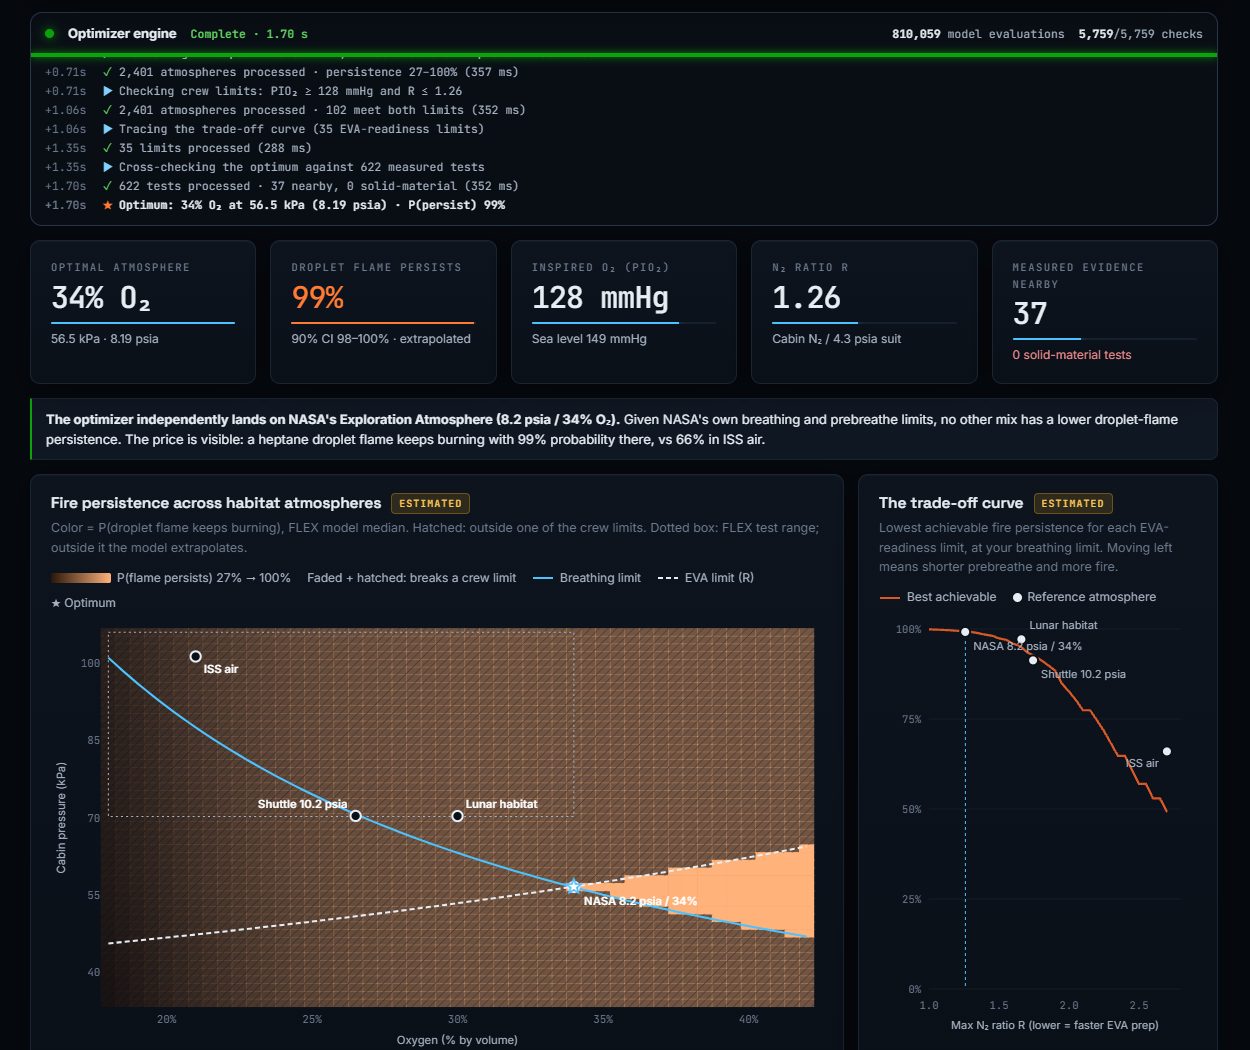 Optimizer engine Complete · 1.70 s 810,059 model evaluations 5,759/5,759 checks
+0.71s ✓ 2,401 atmospheres processed · persistence 27–100% (357 ms)
+0.71s ▶ Checking crew limits: PIO₂ ≥ 128 mmHg and R ≤ 1.26
+1.06s ✓ 2,401 atmospheres processed · 102 meet both limits (352 ms)
+1.06s ▶ Tracing the trade-off curve (35 EVA-readiness limits)
+1.35s ✓ 35 limits processed (288 ms)
+1.35s ▶ Cross-checking the optimum against 622 measured tests
+1.70s ✓ 622 tests processed · 37 nearby, 0 solid-material (352 ms)
+1.70s ★ Optimum: 34% O₂ at 56.5 kPa (8.19 psia) · P(persist) 99%
OPTIMAL ATMOSPHERE
34% O₂
56.5 kPa · 8.19 psia
DROPLET FLAME PERSISTS
99%
90% CI 98–100% · extrapolated
INSPIRED O₂ (PIO₂)
128 mmHg
Sea level 149 mmHg
N₂ RATIO R
1.26
Cabin N₂ / 4.3 psia suit
MEASURED EVIDENCE
NEARBY
37
0 solid-material tests
The optimizer independently lands on NASA's Exploration Atmosphere (8.2 psia / 34% O₂). Given NASA's own breathing and prebreathe limits, no other mix has a lower droplet-flame
persistence. The price is visible: a heptane droplet flame keeps burning with 99% probability there, vs 66% in ISS air.
Fire persistence across habitat atmospheres ESTIMATED
Color = P(droplet flame keeps burning), FLEX model median. Hatched: outside one of the crew limits. Dotted box: FLEX test range;
outside it the model extrapolates.
P(flame persists) 27% → 100% Faded + hatched: breaks a crew limit Breathing limit EVA limit (R)
★ Optimum
100
85
70
55
40
Cabin pressure (kPa)
ISS air
Shuttle 10.2 psia
Lunar habitat
NASA 8.2 psia / 34%
20% 25% 30% 35% 40%
Oxygen (% by volume)
The trade-off curve ESTIMATED
Lowest achievable fire persistence for each EVA-
readiness limit, at your breathing limit. Moving left
means shorter prebreathe and more fire.
Best achievable Reference atmosphere
100%
75%
50%
25%
0%
Lunar habitat
NASA 8.2 psia / 34%
Shuttle 10.2 psia
ISS air
1.0 1.5 2.0 2.5
Max N₂ ratio R (lower = faster EVA prep)